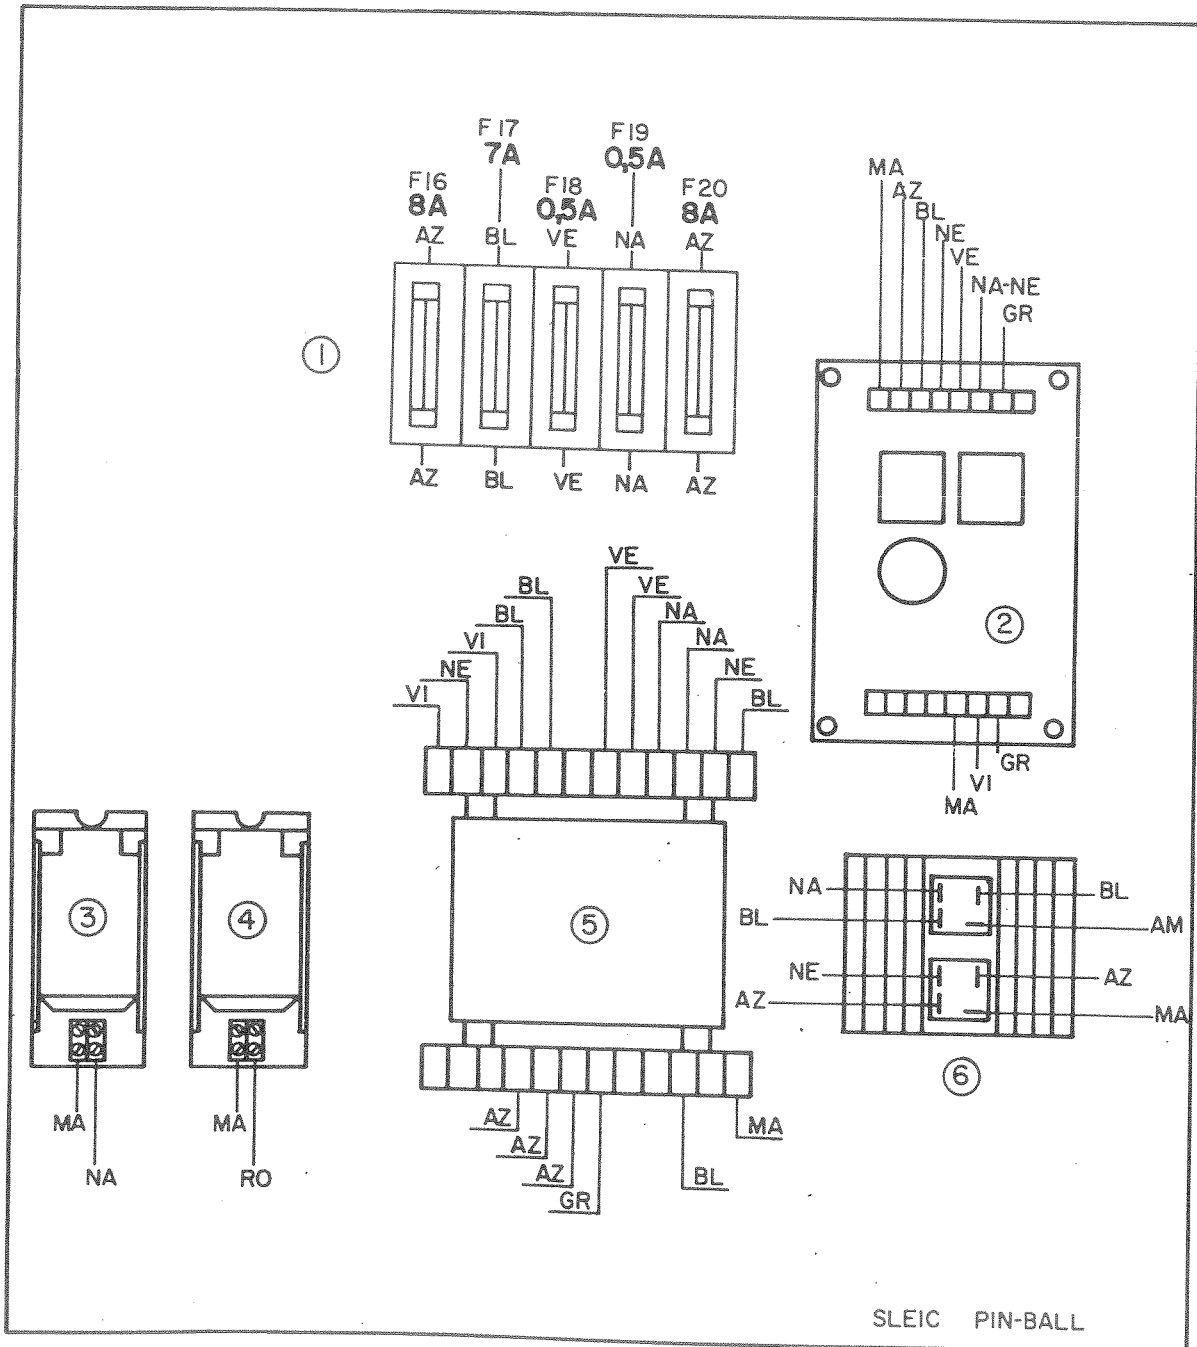 F17
7A
F19
0,5A
F16
8A
F18
0,5A
F20
8A
AZ
BL
VE
NA
AZ
1
AZ
BL
VE
NA
AZ
MA
AZ
BL
NE
VE
NA-NE
GR
2
MA
VI
GR
VI
NE
VI
BL
BL
VE
VE
NA
NA
NE
BL
5
AZ
AZ
AZ
GR
BL
MA
3
MA
NA
4
MA
RO
NA
BL
BL
AM
NE
AZ
AZ
MA
6
SLEIC PIN-BALL